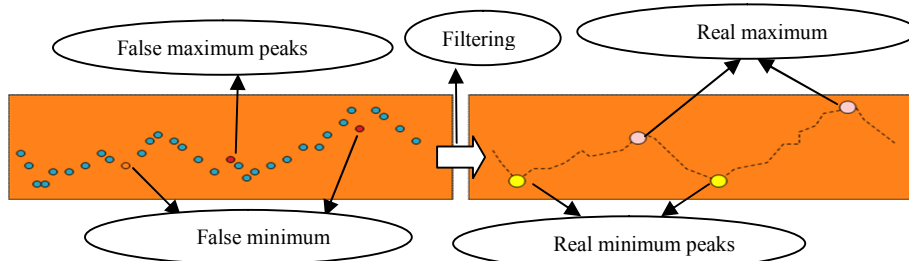 False maximum peaks
Filtering
Real maximum
False minimum
Real minimum peaks